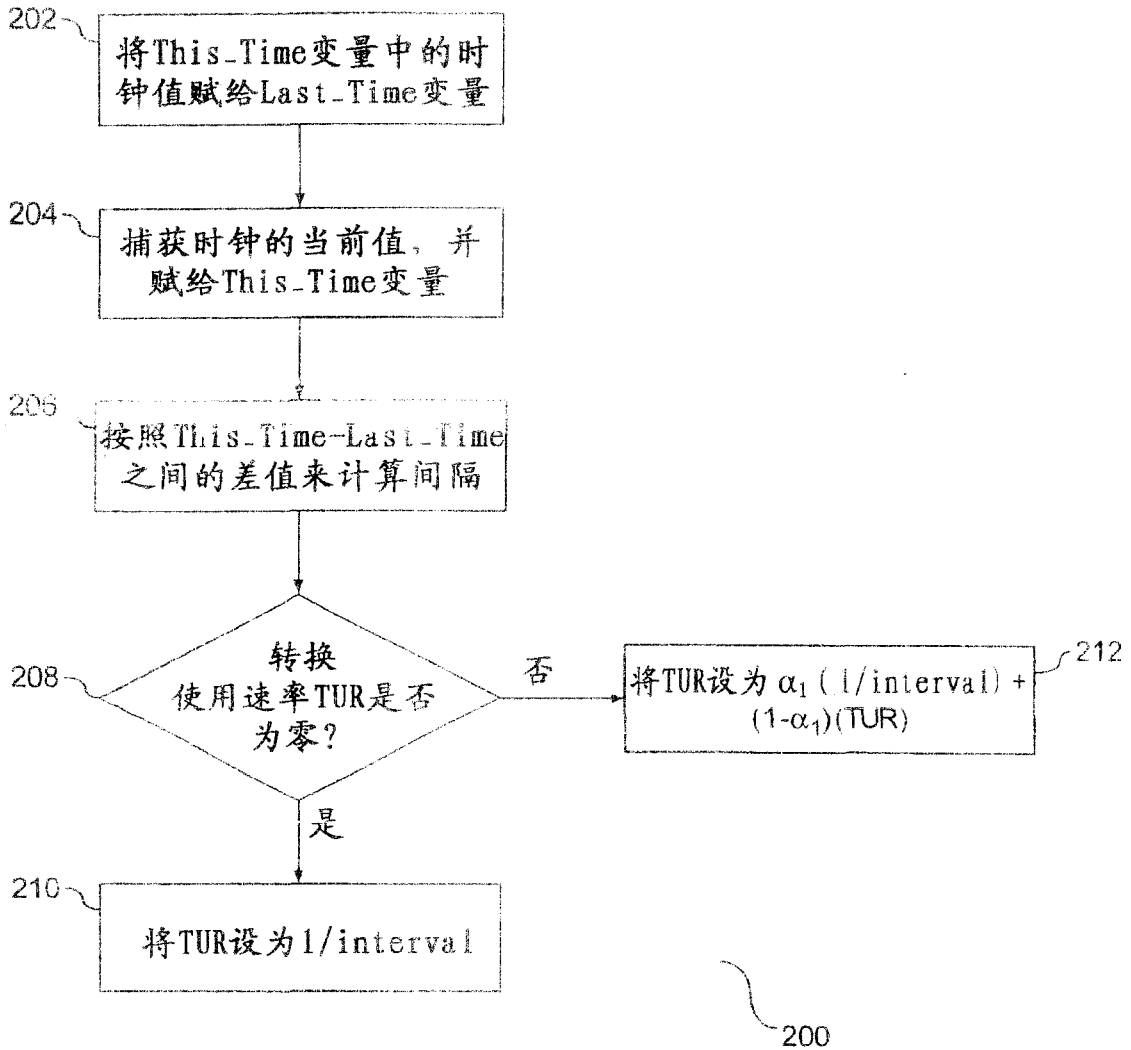 202
将This_Time变量中的时
钟值赋给Last_Time变量
204
捕获时钟的当前值，并
赋给This_Time变量
206
按照This_Time-Last_Time
之间的差值来计算间隔
208
转换
使用速率TUR是否
为零？
否
212
将TUR设为 α₁(1/interval)+
(1-α₁)(TUR)
是
210
将TUR设为1/interval
200